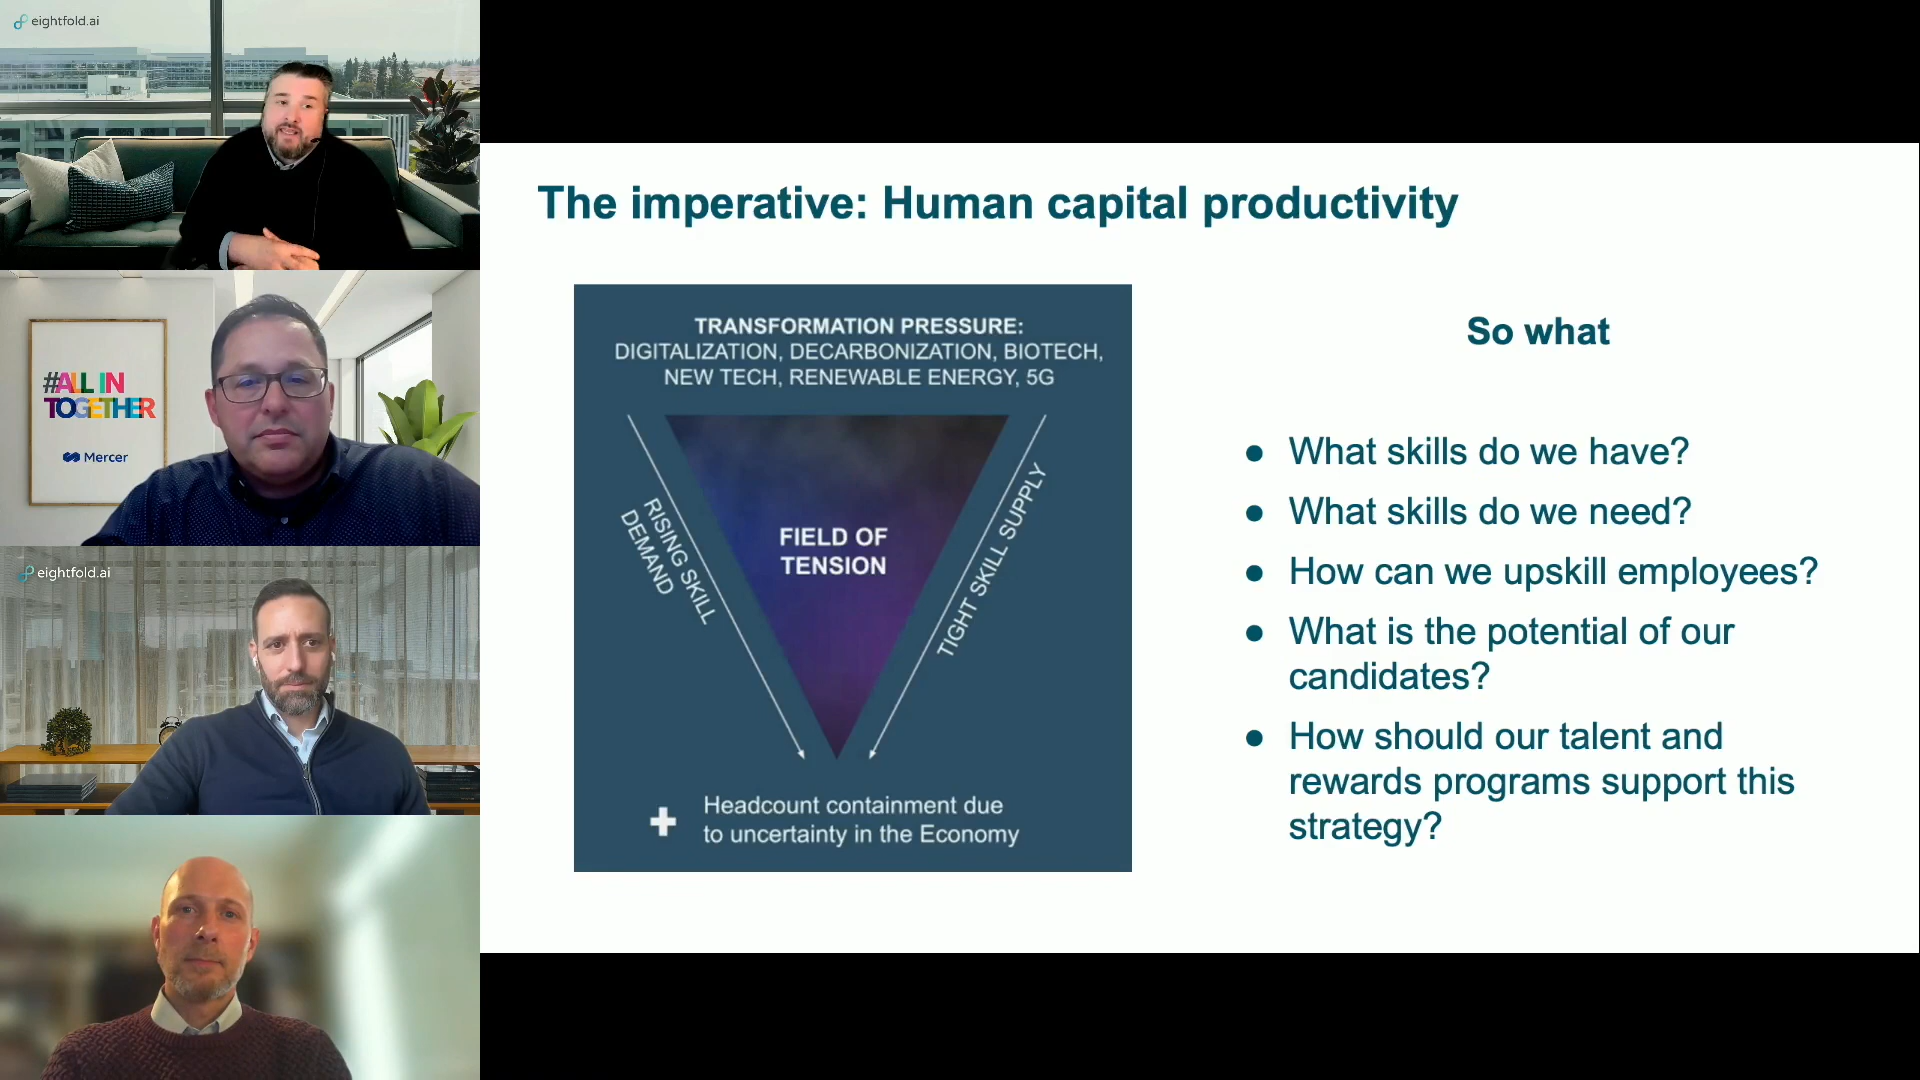 eightfold.ai
#ALL IN
TOGETHER
Mercer
eightfold.ai
The imperative: Human capital productivity
TRANSFORMATION PRESSURE:
DIGITALIZATION, DECARBONIZATION, BIOTECH,
NEW TECH, RENEWABLE ENERGY, 5G
RISING SKILL
DEMAND
FIELD OF
TENSION
TIGHT SKILL SUPPLY
+ Headcount containment due
to uncertainty in the Economy
So what
● What skills do we have?
● What skills do we need?
● How can we upskill employees?
● What is the potential of our
candidates?
● How should our talent and
rewards programs support this
strategy?